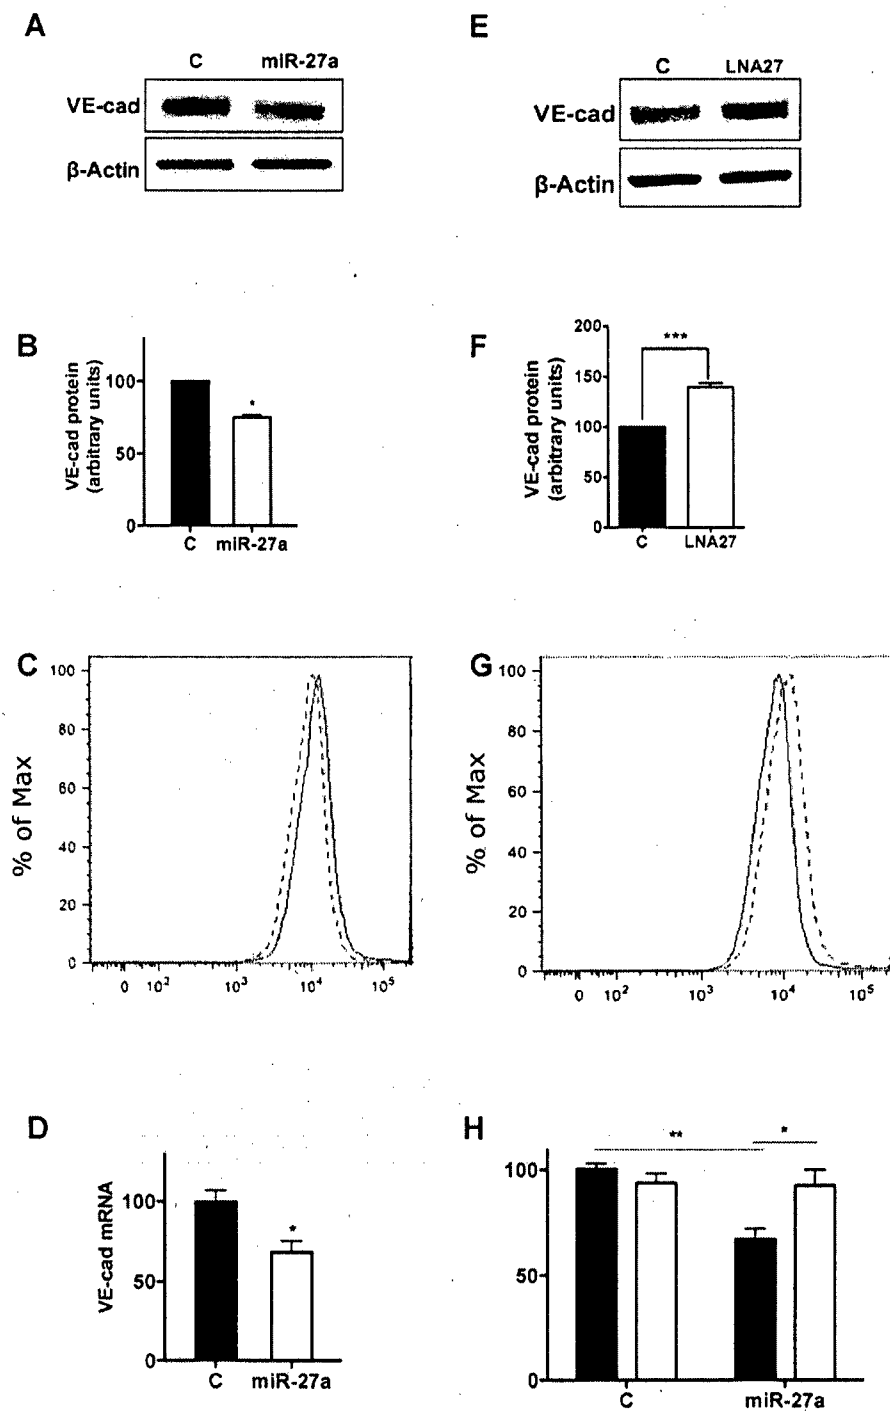 A
C miR-27a
VE-cad
β-Actin
E
C LNA27
VE-cad
β-Actin
B
VE-cad protein
(arbitrary units)
100
50
0
*
C miR-27a
F
VE-cad protein
(arbitrary units)
200
150
100
50
0
***
C LNA27
C
% of Max
100
80
60
40
20
0
0 10² 10³ 10⁴ 10⁵
G
% of Max
100
80
60
40
20
0
0 10² 10³ 10⁴ 10⁵
D
VE-cad mRNA
100
50
0
*
C miR-27a
H
100
50
0
** *
C miR-27a